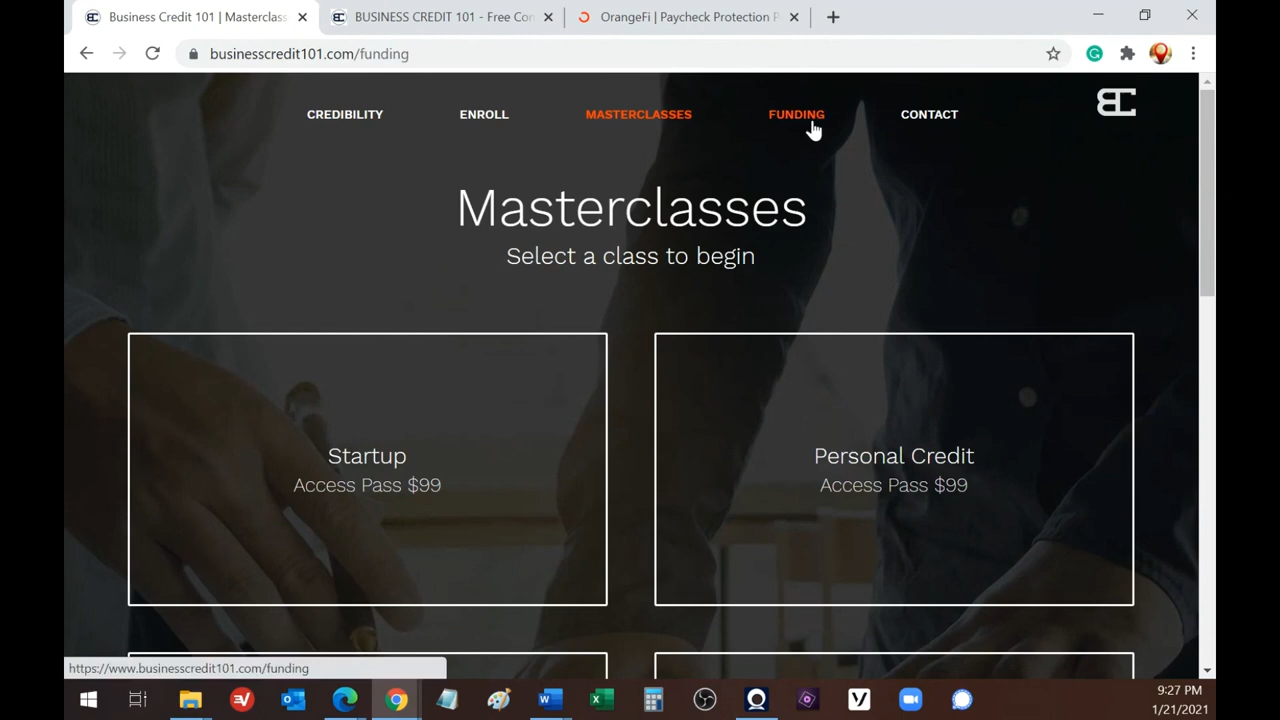 Business Credit 101 | Masterclass
BUSINESS CREDIT 101 - Free Con
OrangeFi | Paycheck Protection P
businesscredit101.com/funding
CREDIBILITY
ENROLL
MASTERCLASSES
FUNDING
CONTACT
BC
Masterclasses
Select a class to begin
Startup
Access Pass $99
Personal Credit
Access Pass $99
https://www.businesscredit101.com/funding
9:27 PM
1/21/2021